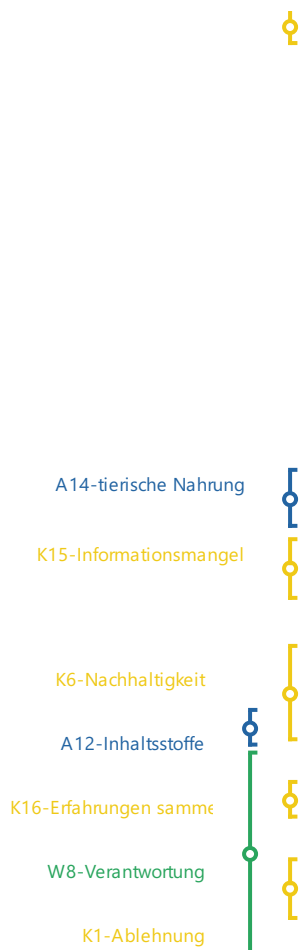 A14-tierische Nahrung
K15-Informationsmangel
K6-Nachhaltigkeit
A12-Inhaltsstoffe
K16-Erfahrungen samme
W8-Verantwortung
K1-Ablehnung